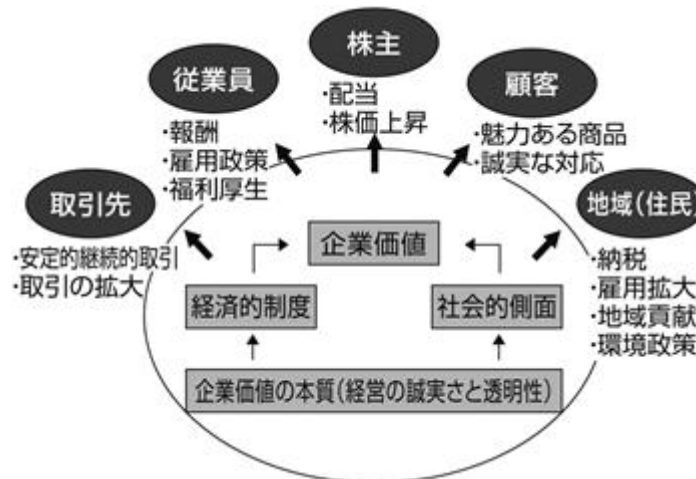 株主
・配当
・株価上昇
従業員
・報酬
・雇用政策
・福利厚生
顧客
・魅力ある商品
・誠実な対応
取引先
・安定的継続的取引
・取引の拡大
地域(住民)
・納税
・雇用拡大
・地域貢献
・環境政策
企業価値
経済的制度
社会的側面
企業価値の本質(経営の誠実さと透明性)